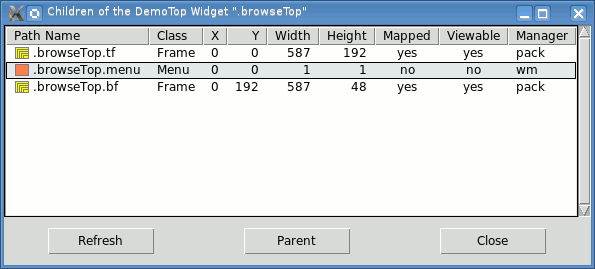 Children of the DemoTop Widget ".browseTop"
Path Name Class X Y Width Height Mapped Viewable Manager
.browseTop.tf Frame 0 0 587 192 yes yes pack
.browseTop.menu Menu 0 0 1 1 no no wm
.browseTop.bf Frame 0 192 587 48 yes yes pack
Refresh Parent Close